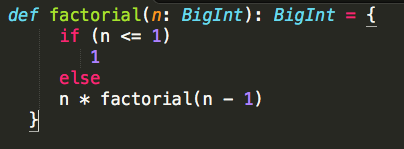 def factorial(n: BigInt): BigInt = {
if (n <= 1)
1
else
n * factorial(n - 1)
}